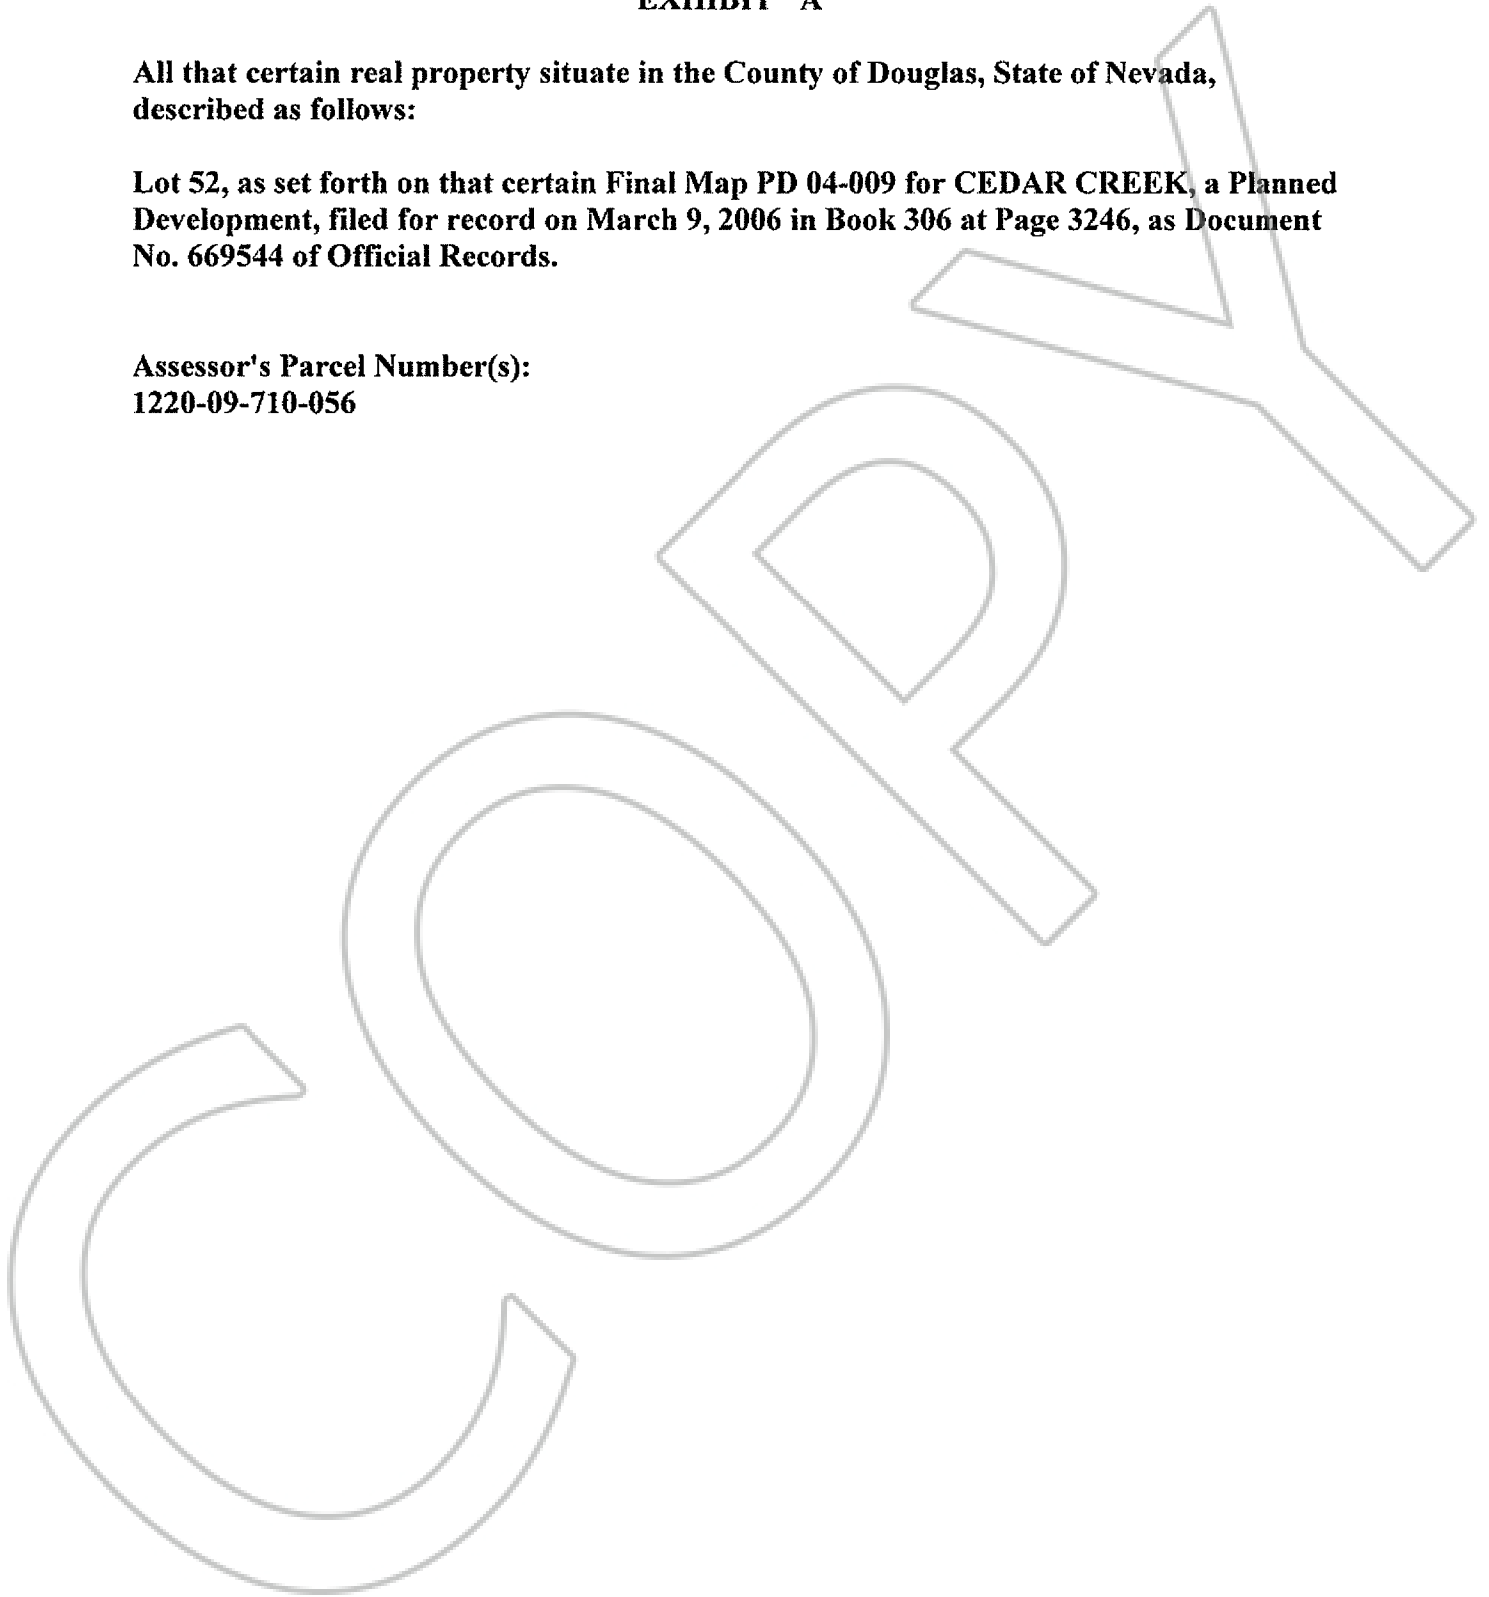 EXHIBIT "A"
All that certain real property situate in the County of Douglas, State of Nevada,
described as follows:
Lot 52, as set forth on that certain Final Map PD 04-009 for CEDAR CREEK, a Planned
Development, filed for record on March 9, 2006 in Book 306 at Page 3246, as Document
No. 669544 of Official Records.
Assessor's Parcel Number(s):
1220-09-710-056
COPY